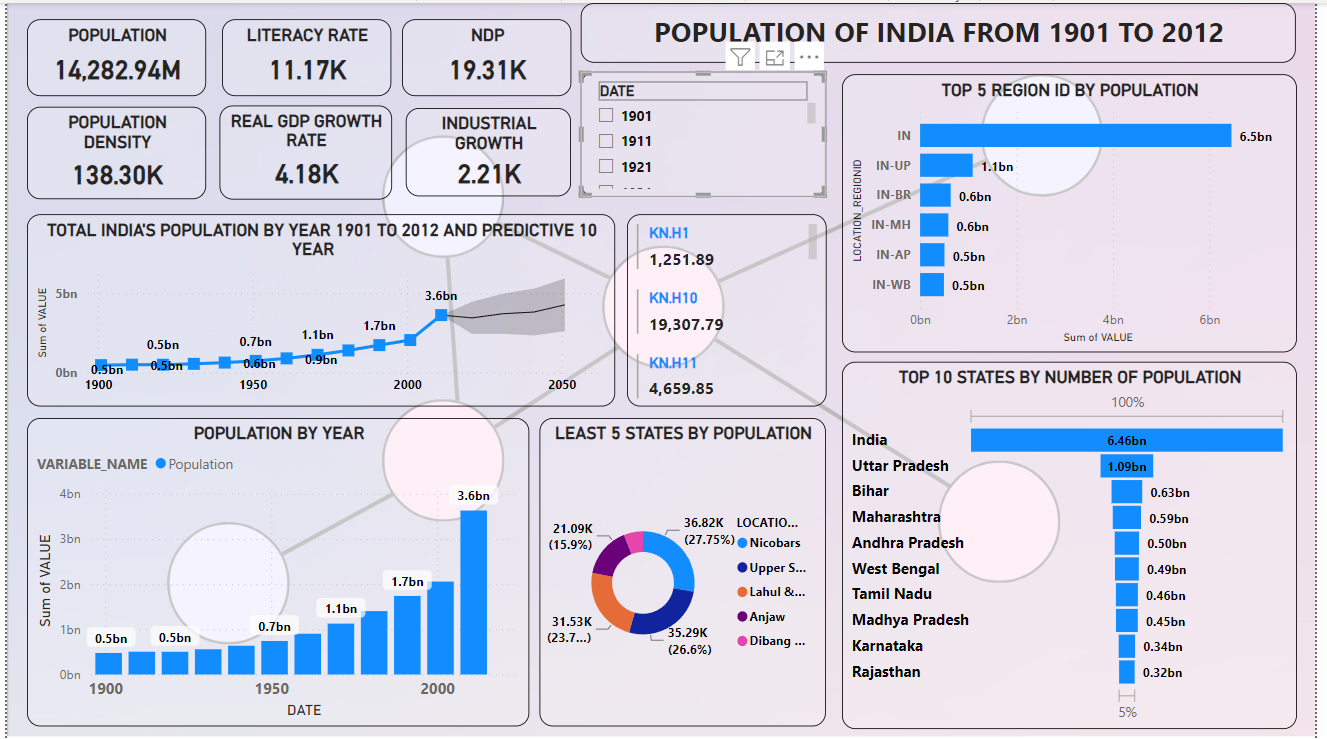 POPULATION
14,282.94M
LITERACY RATE
11.17K
NDP
19.31K
POPULATION OF INDIA FROM 1901 TO 2012
POPULATION
DENSITY
138.30K
REAL GDP GROWTH
RATE
4.18K
INDUSTRIAL
GROWTH
2.21K
DATE
1901
1911
1921
TOP 5 REGION ID BY POPULATION
LOCATION_REGIONID
IN
6.5bn
IN-UP
1.1bn
IN-BR
0.6bn
IN-MH
0.6bn
IN-AP
0.5bn
IN-WB
0.5bn
0bn 2bn 4bn 6bn
Sum of VALUE
TOTAL INDIA'S POPULATION BY YEAR 1901 TO 2012 AND PREDICTIVE 10
YEAR
Sum of VALUE
5bn
0bn
0.5bn
0.5bn
0.5bn
0.7bn
0.6bn
1.1bn
0.9bn
1.7bn
3.6bn
1900 1950 2000 2050
KN.H1
1,251.89
KN.H10
19,307.79
KN.H11
4,659.85
TOP 10 STATES BY NUMBER OF POPULATION
100%
India 6.46bn
Uttar Pradesh 1.09bn
Bihar 0.63bn
Maharashtra 0.59bn
Andhra Pradesh 0.50bn
West Bengal 0.49bn
Tamil Nadu 0.46bn
Madhya Pradesh 0.45bn
Karnataka 0.34bn
Rajasthan 0.32bn
5%
POPULATION BY YEAR
VARIABLE_NAME Population
Sum of VALUE
4bn
3bn
2bn
1bn
0bn
0.5bn
0.5bn
0.7bn
1.1bn
1.7bn
3.6bn
1900 1950 2000
DATE
LEAST 5 STATES BY POPULATION
36.82K
(27.75%)
35.29K
(26.6%)
31.53K
(23.7...)
21.09K
(15.9%)
LOCATIO...
Nicobars
Upper S...
Lahul &...
Anjaw
Dibang ...